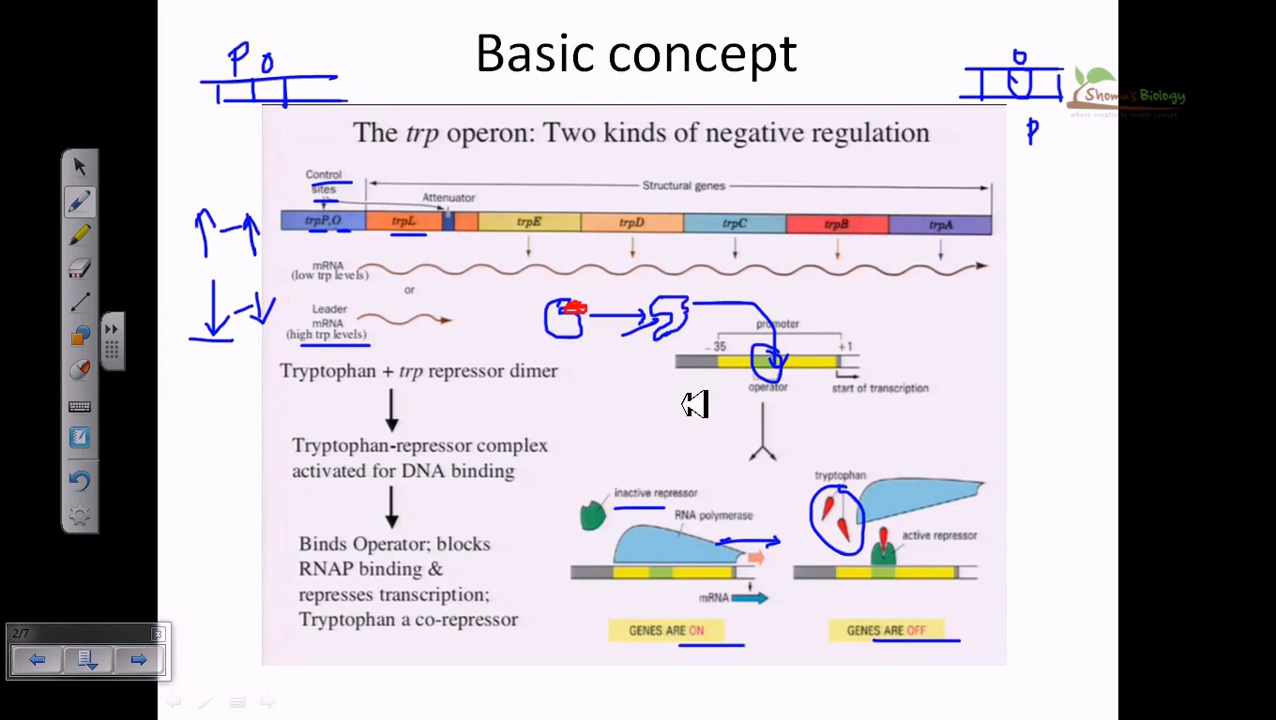 Basic concept
P O
O
Shomu's Biology
P
The trp operon: Two kinds of negative regulation
Control
sites
Structural genes
Attenuator
trpP,O trpL trpE trpD trpC trpB trpA
mRNA
(low trp levels)
or
Leader
mRNA
(high trp levels)
promoter
-35 +1
operator
start of transcription
Tryptophan + trp repressor dimer
Tryptophan-repressor complex
activated for DNA binding
Binds Operator; blocks
RNAP binding &
represses transcription;
Tryptophan a co-repressor
inactive repressor
RNA polymerase
mRNA
GENES ARE ON
tryptophan
active repressor
GENES ARE OFF
2/7